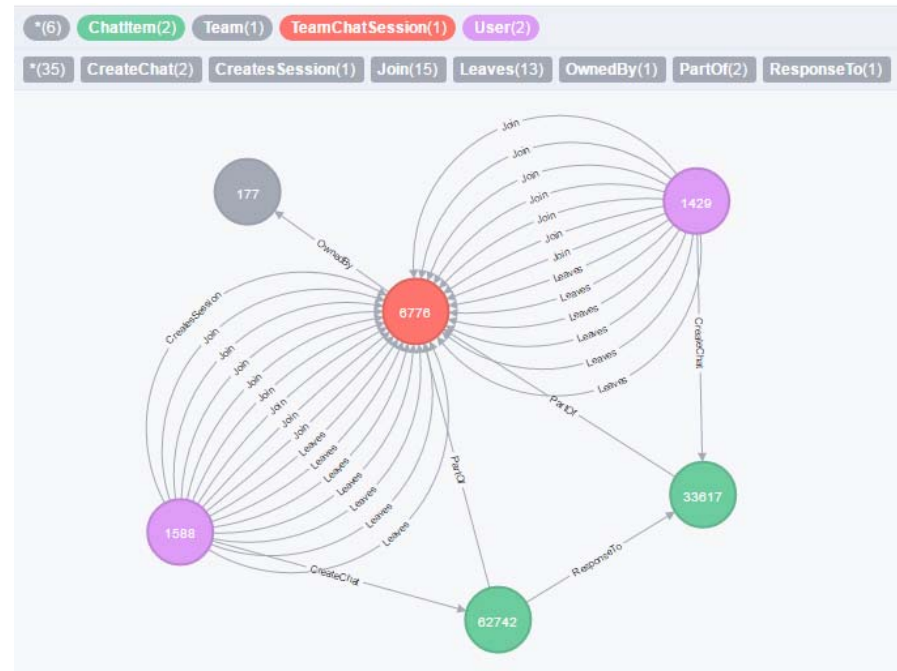 *(6) ChatItem(2) Team(1) TeamChatSession(1) User(2)
*(35) CreateChat(2) CreatesSession(1) Join(15) Leaves(13) OwnedBy(1) PartOf(2) ResponseTo(1)
Join
Join
Join
Join
Join
Join
Join
Leaves
Leaves
Leaves
Leaves
Leaves
Leaves
1429
177
OwnedBy
6776
CreatesSession
Join
Join
Join
Join
Join
Join
Join
Leaves
Leaves
Leaves
Leaves
Leaves
Leaves
CreateChat
PartOf
PartOf
33617
1588
CreateChat
ResponseTo
62742